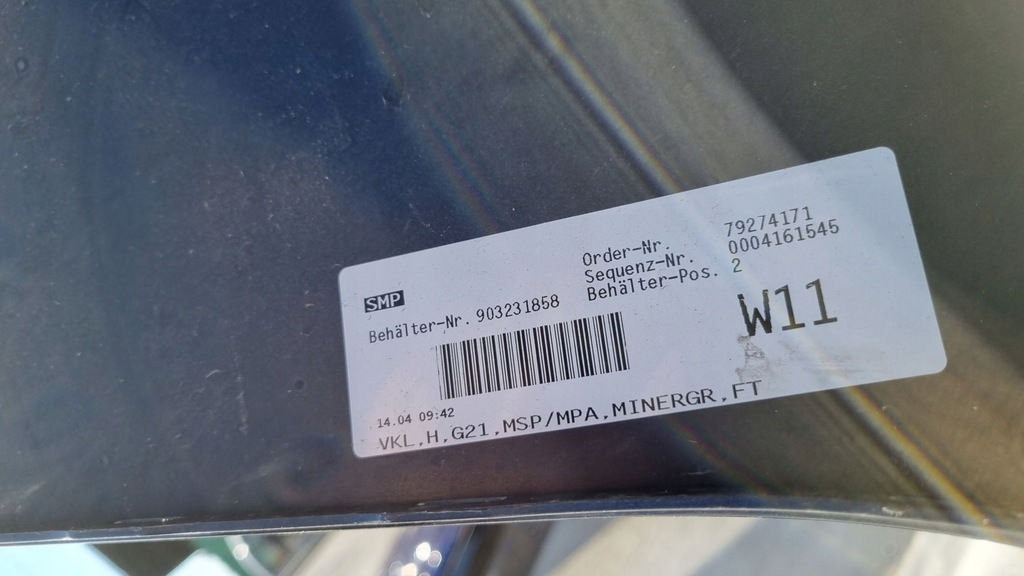 SMP
Order-Nr. 79274171
Sequenz-Nr. 0004161545
Behälter-Nr. 903231858
Behälter-Pos. 2
W11
14.04 09:42
VKL,H,G21,MSP/MPA,MINERGR,FT